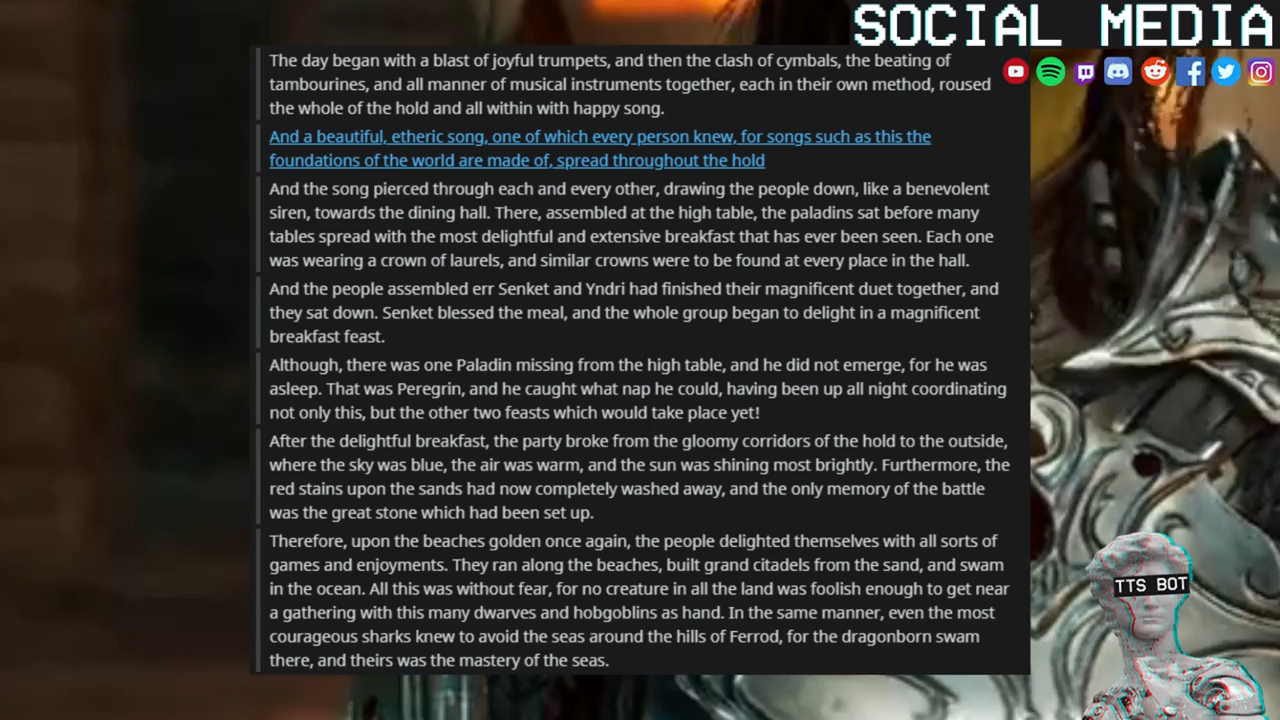 SOCIAL MEDIA
The day began with a blast of joyful trumpets, and then the clash of cymbals, the beating of
tambourines, and all manner of musical instruments together, each in their own method, roused
the whole of the hold and all within with happy song.
And a beautiful, etheric song, one of which every person knew, for songs such as this the
foundations of the world are made of, spread throughout the hold
And the song pierced through each and every other, drawing the people down, like a benevolent
siren, towards the dining hall. There, assembled at the high table, the paladins sat before many
tables spread with the most delightful and extensive breakfast that has ever been seen. Each one
was wearing a crown of laurels, and similar crowns were to be found at every place in the hall.
And the people assembled err Senket and Yndri had finished their magnificent duet together, and
they sat down. Senket blessed the meal, and the whole group began to delight in a magnificent
breakfast feast.
Although, there was one Paladin missing from the high table, and he did not emerge, for he was
asleep. That was Peregrin, and he caught what nap he could, having been up all night coordinating
not only this, but the other two feasts which would take place yet!
After the delightful breakfast, the party broke from the gloomy corridors of the hold to the outside,
where the sky was blue, the air was warm, and the sun was shining most brightly. Furthermore, the
red stains upon the sands had now completely washed away, and the only memory of the battle
was the great stone which had been set up.
Therefore, upon the beaches golden once again, the people delighted themselves with all sorts of
games and enjoyments. They ran along the beaches, built grand citadels from the sand, and swam
in the ocean. All this was without fear, for no creature in all the land was foolish enough to get near
a gathering with this many dwarves and hobgoblins as hand. In the same manner, even the most
courageous sharks knew to avoid the seas around the hills of Ferrod, for the dragonborn swam
there, and theirs was the mastery of the seas.
TTS BOT